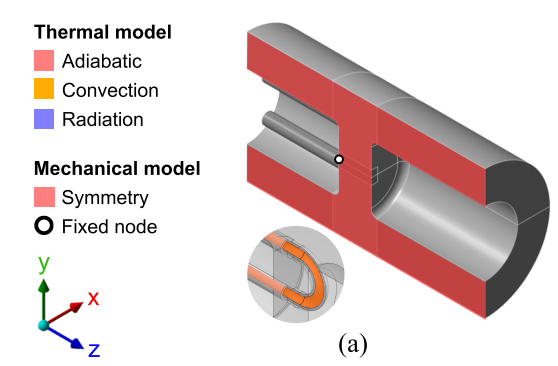 Thermal model
Adiabatic
Convection
Radiation
Mechanical model
Symmetry
Fixed node
y
x
z
(a)